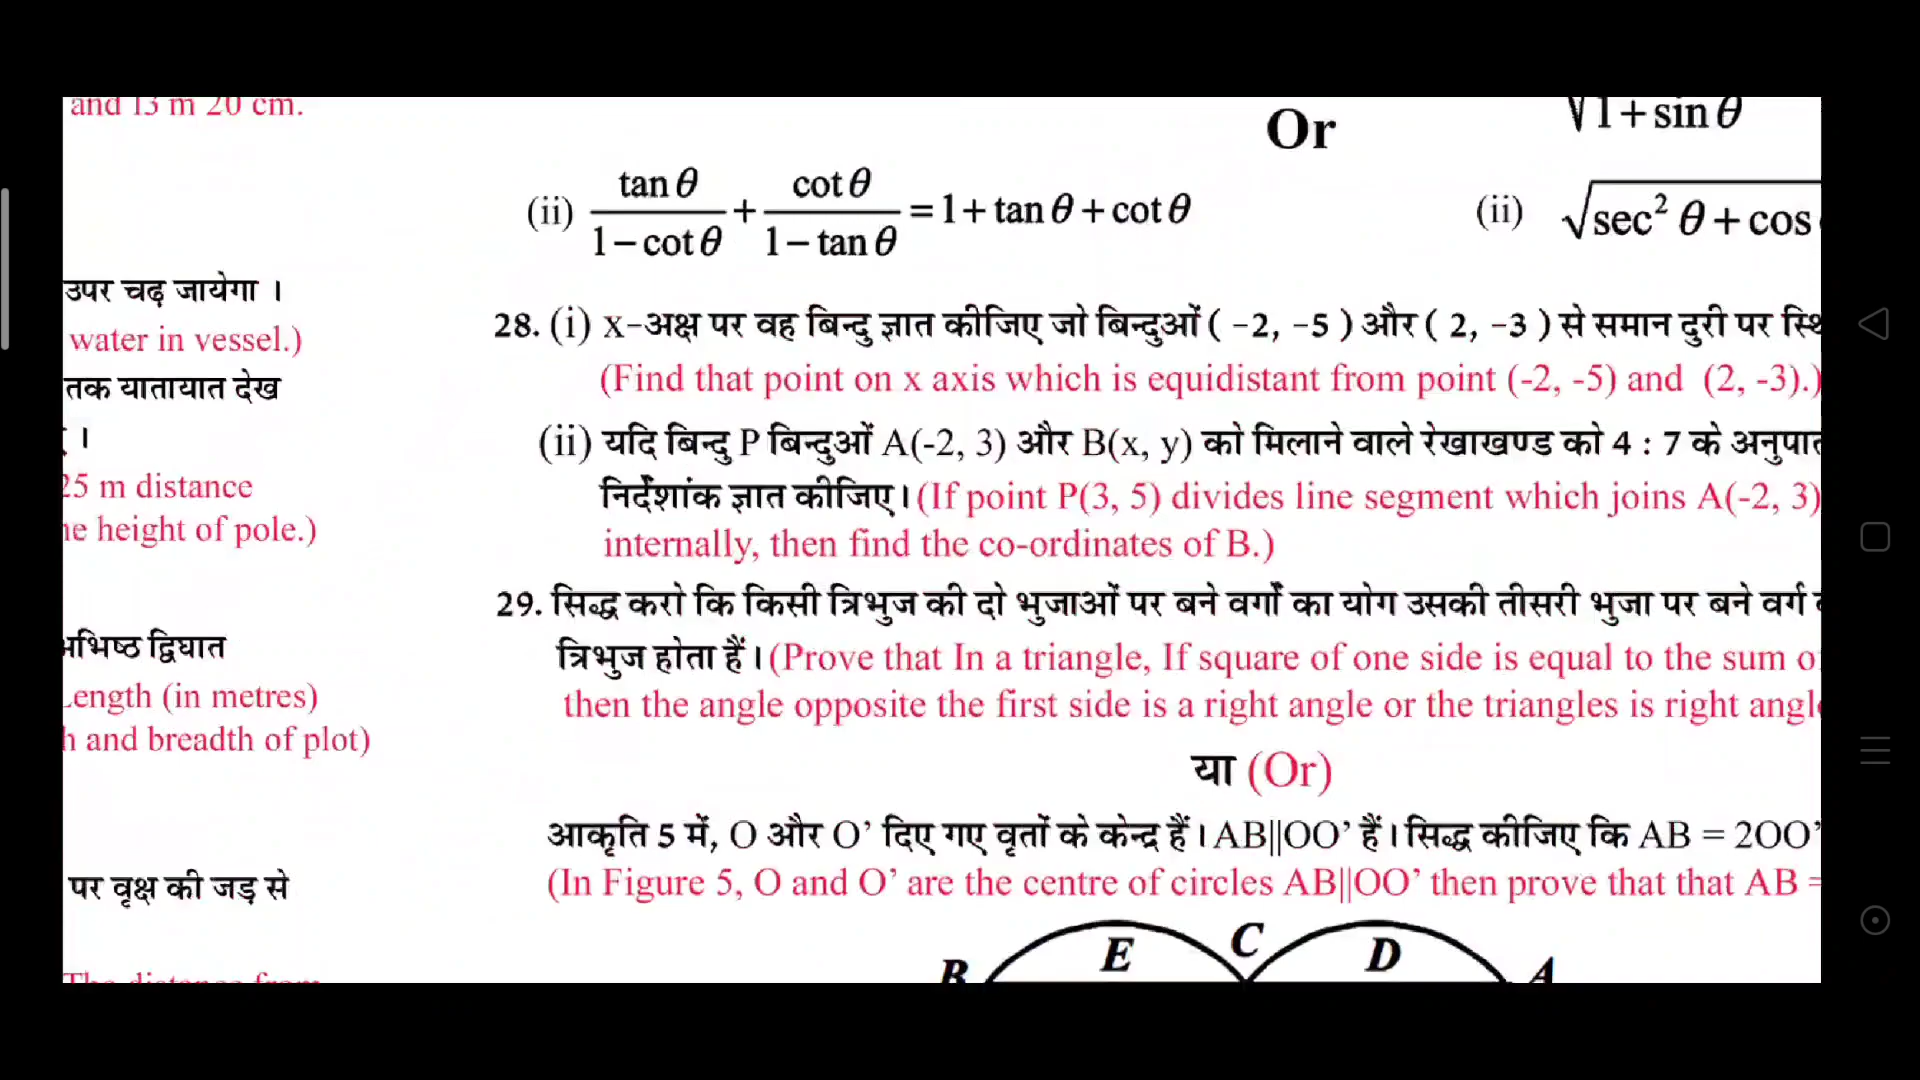 and 13 m 20 cm.
उपर चढ़ जायेगा ।
water in vessel.)
तक यातायात देख
।
25 m distance
he height of pole.)
अभिष्ठ द्विघात
Length (in metres)
h and breadth of plot)
पर वृक्ष की जड़ से
The distance from
Or
(ii) tan θ / (1 − cot θ) + cot θ / (1 − tan θ) = 1 + tan θ + cot θ
√1 + sin θ
(ii) √sec² θ + cos
28. (i) x-अक्ष पर वह बिन्दु ज्ञात कीजिए जो बिन्दुओं ( -2, -5 ) और ( 2, -3 ) से समान दुरी पर
(Find that point on x axis which is equidistant from point (-2, -5) and (2, -3).)
(ii) यदि बिन्दु P बिन्दुओं A(-2, 3) और B(x, y) को मिलाने वाले रेखाखण्ड को 4 : 7 के अनुपात
निर्देंशांक ज्ञात कीजिए। (If point P(3, 5) divides line segment which joins A(-2, 3)
internally, then find the co-ordinates of B.)
29. सिद्ध करो कि किसी त्रिभुज की दो भुजाओं पर बने वर्गों का योग उसकी तीसरी भुजा पर बने वर्ग
त्रिभुज होता हैं। (Prove that In a triangle, If square of one side is equal to the sum o
then the angle opposite the first side is a right angle or the triangles is right angl
या (Or)
आकृति 5 में, O और O’ दिए गए वृतों के केन्द्र हैं। AB||OO’ हैं। सिद्ध कीजिए कि AB = 2OO’
(In Figure 5, O and O’ are the centre of circles AB||OO’ then prove that that AB =
B E C D A